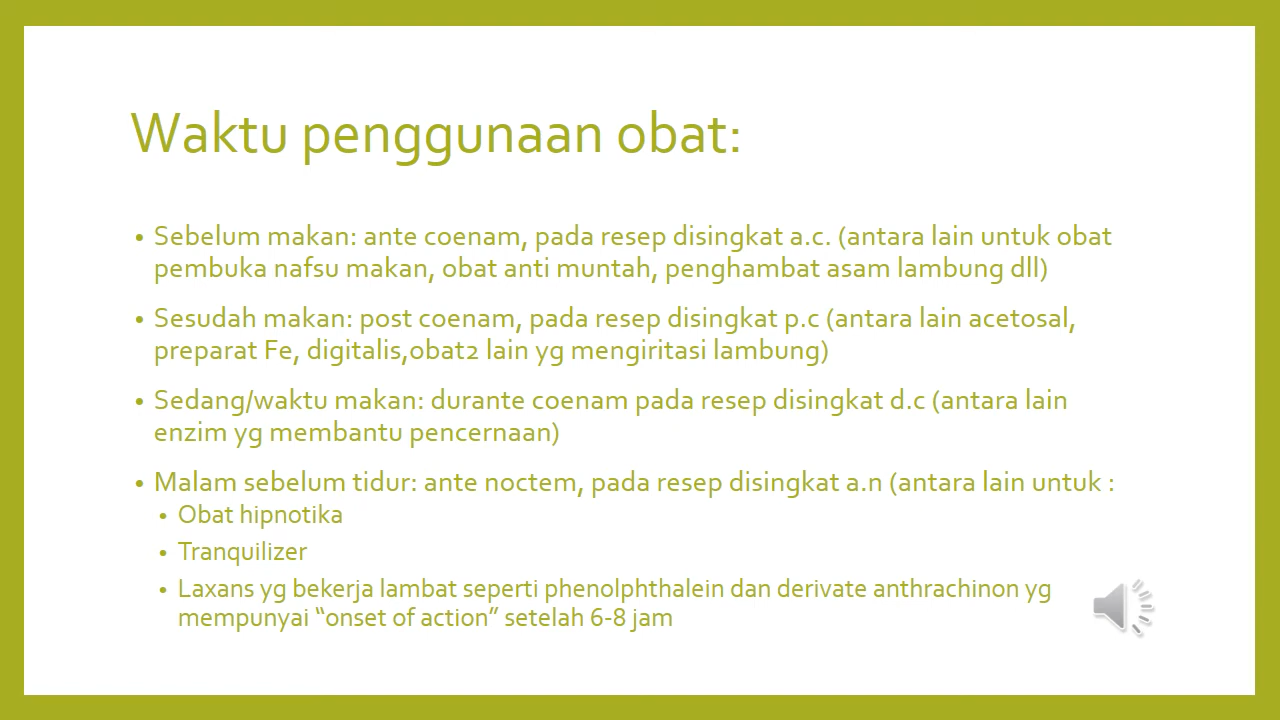 Waktu penggunaan obat:
• Sebelum makan: ante coenam, pada resep disingkat a.c. (antara lain untuk obat
pembuka nafsu makan, obat anti muntah, penghambat asam lambung dll)
• Sesudah makan: post coenam, pada resep disingkat p.c (antara lain acetosal,
preparat Fe, digitalis,obat2 lain yg mengiritasi lambung)
• Sedang/waktu makan: durante coenam pada resep disingkat d.c (antara lain
enzim yg membantu pencernaan)
• Malam sebelum tidur: ante noctem, pada resep disingkat a.n (antara lain untuk :
• Obat hipnotika
• Tranquilizer
• Laxans yg bekerja lambat seperti phenolphthalein dan derivate anthrachinon yg
mempunyai “onset of action” setelah 6-8 jam